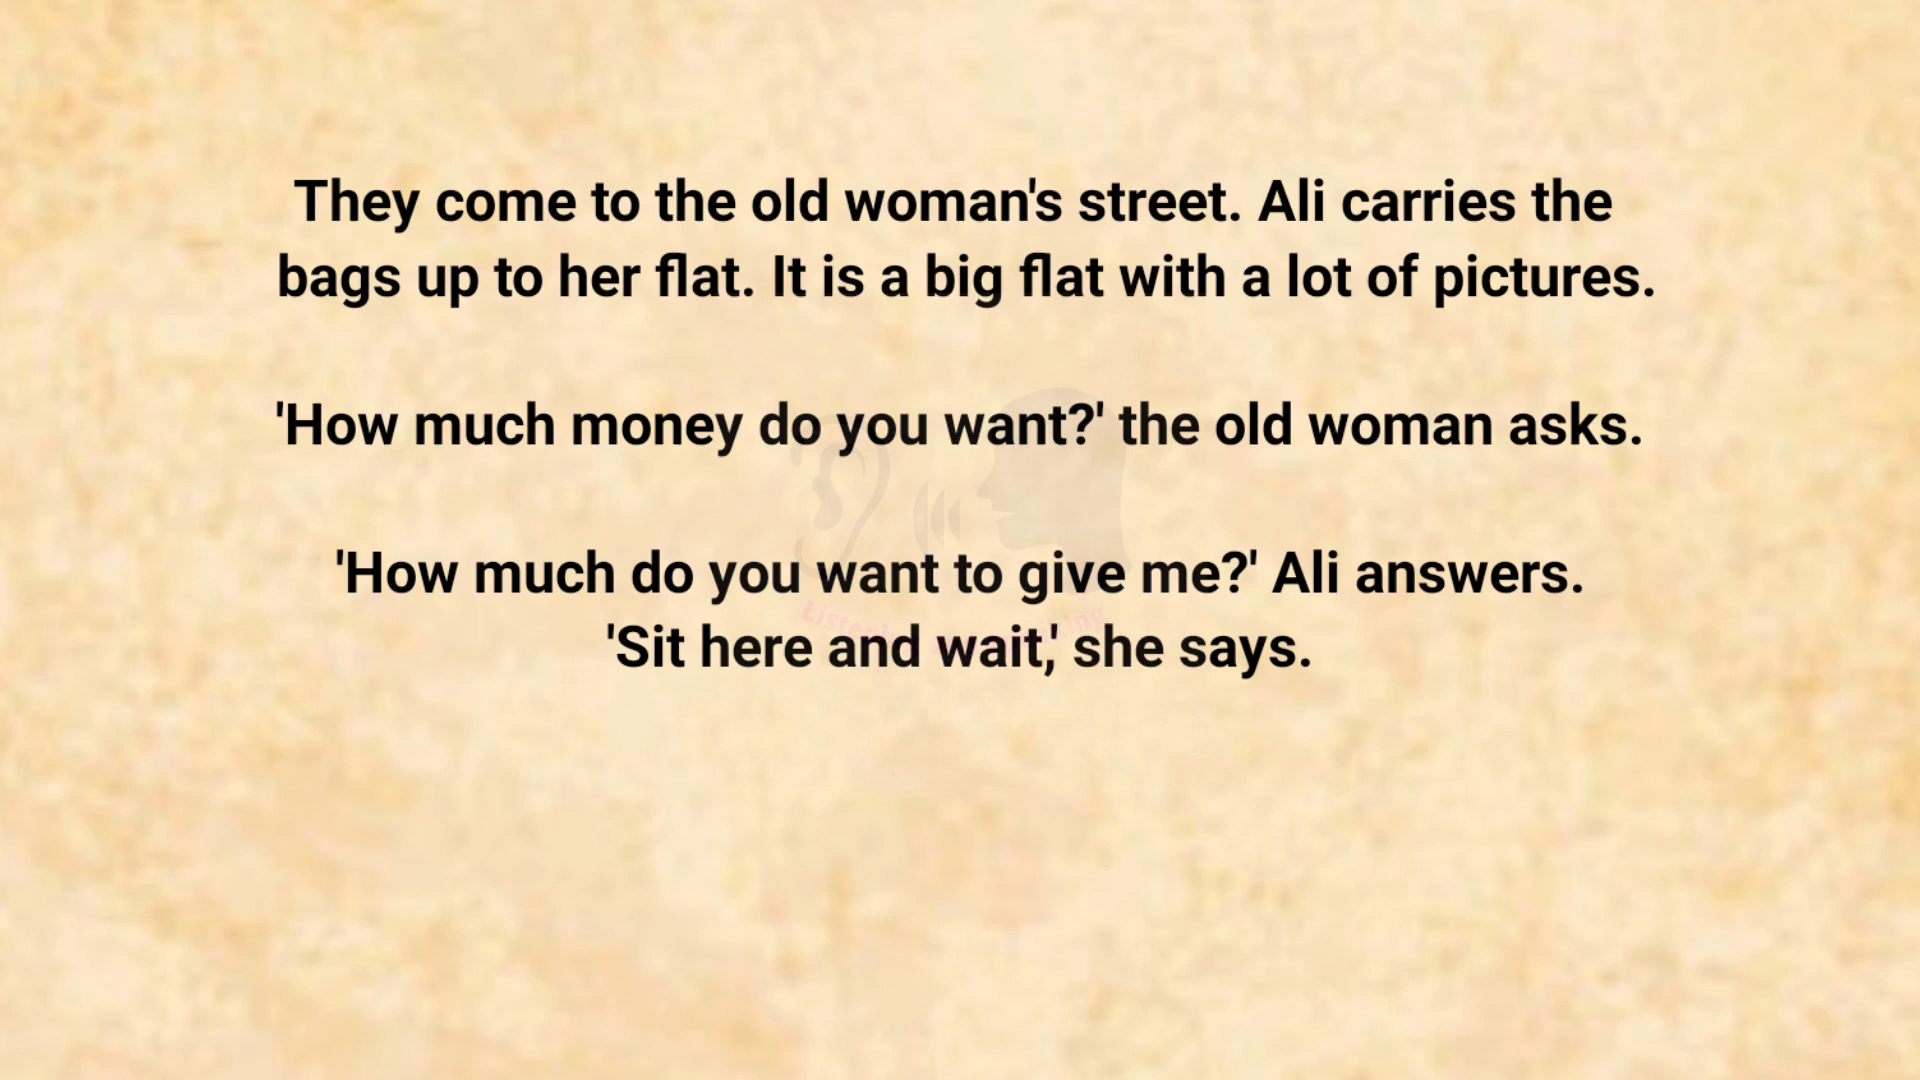 They come to the old woman's street. Ali carries the
bags up to her flat. It is a big flat with a lot of pictures.
'How much money do you want?' the old woman asks.
'How much do you want to give me?' Ali answers.
'Sit here and wait,' she says.